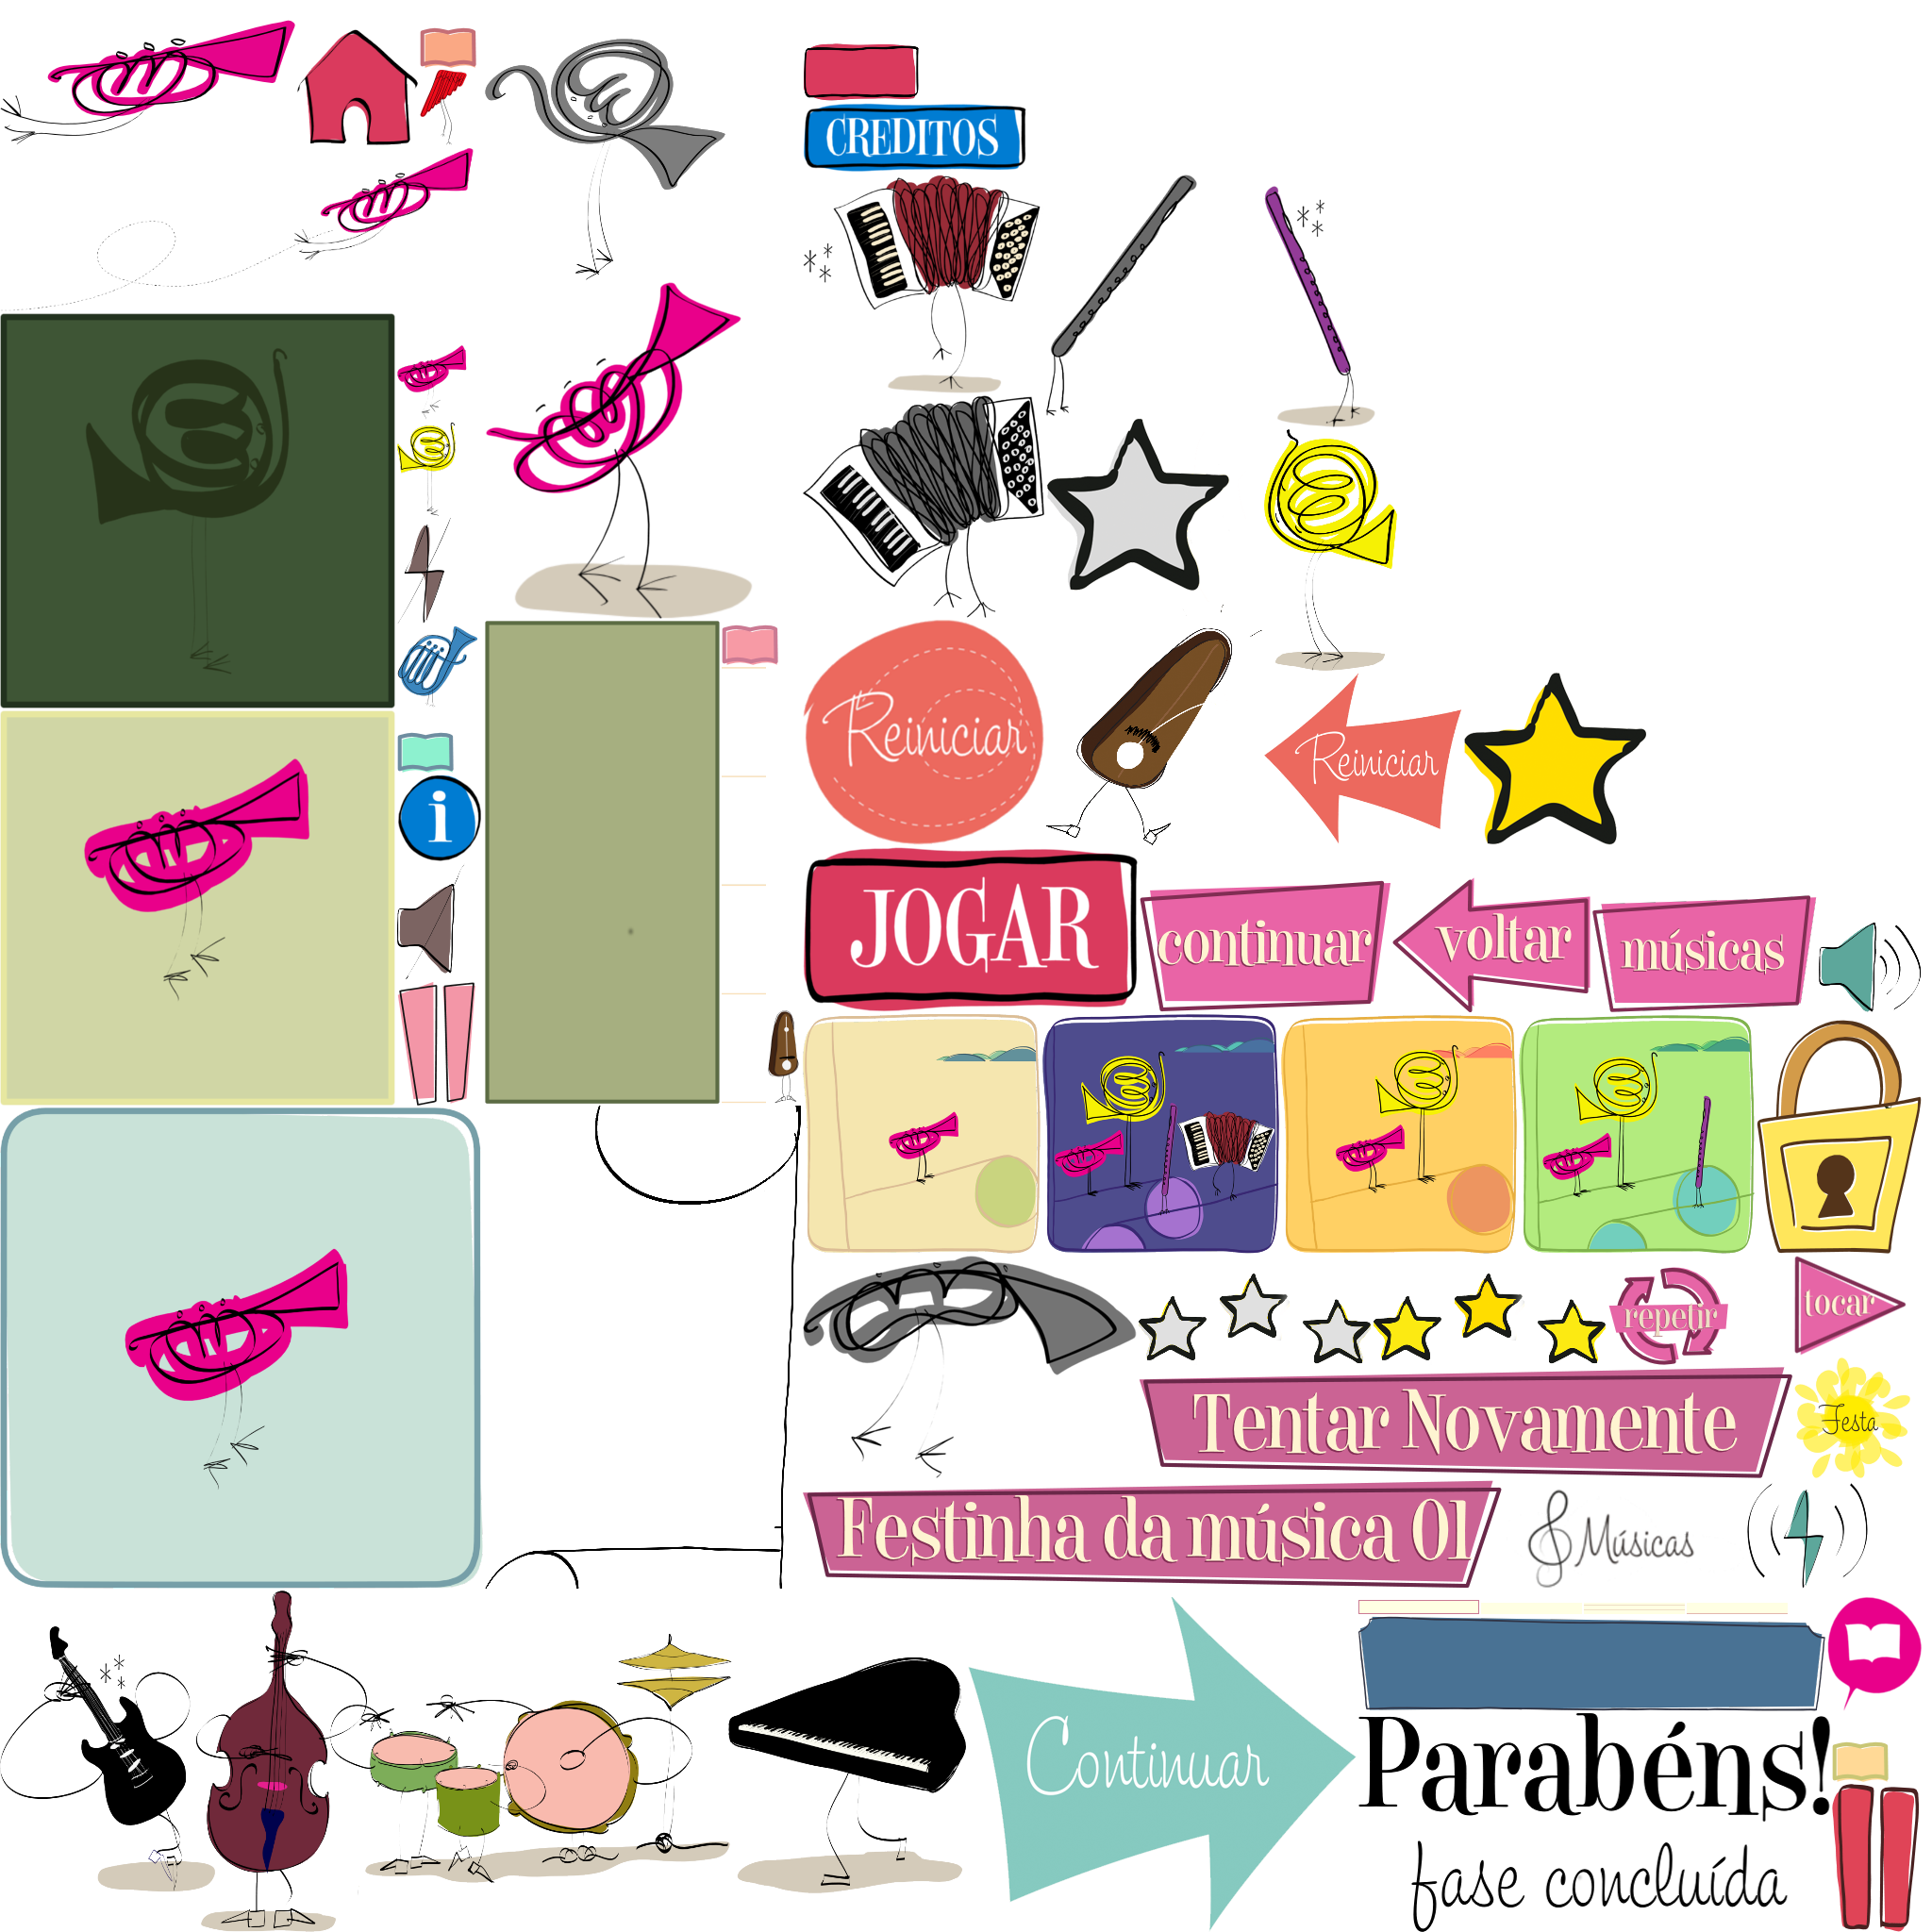 CREDITOS
Reiniciar
Reiniciar
i
JOGAR
continuar
voltar
músicas
repetir
tocar
Tentar Novamente
Festa
Festinha da música 01
Músicas
Continuar
Parabéns!
fase concluída